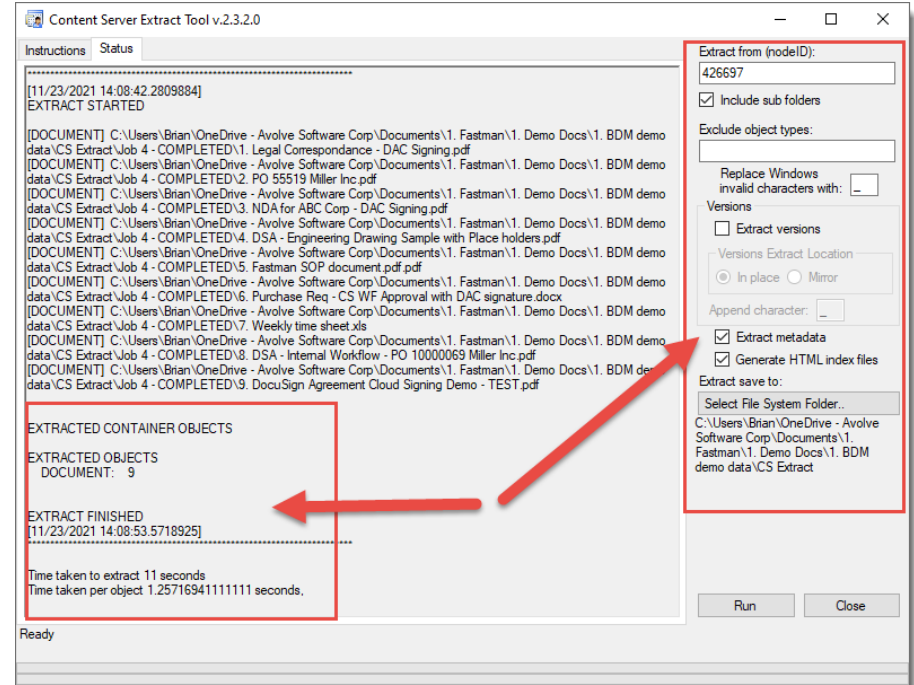 Content Server Extract Tool v.2.3.2.0
Instructions Status
********************************************************************************
[11/23/2021 14:08:42.2809884]
EXTRACT STARTED
[DOCUMENT] C:\Users\Brian\OneDrive - Avolve Software Corp\Documents\1. Fastman\1. Demo Docs\1. BDM demo
data\CS Extract\Job 4 - COMPLETED\1. Legal Correspondance - DAC Signing.pdf
[DOCUMENT] C:\Users\Brian\OneDrive - Avolve Software Corp\Documents\1. Fastman\1. Demo Docs\1. BDM demo
data\CS Extract\Job 4 - COMPLETED\2. PO 55519 Miller Inc.pdf
[DOCUMENT] C:\Users\Brian\OneDrive - Avolve Software Corp\Documents\1. Fastman\1. Demo Docs\1. BDM demo
data\CS Extract\Job 4 - COMPLETED\3. NDA for ABC Corp - DAC Signing.pdf
[DOCUMENT] C:\Users\Brian\OneDrive - Avolve Software Corp\Documents\1. Fastman\1. Demo Docs\1. BDM demo
data\CS Extract\Job 4 - COMPLETED\4. DSA - Engineering Drawing Sample with Place holders.pdf
[DOCUMENT] C:\Users\Brian\OneDrive - Avolve Software Corp\Documents\1. Fastman\1. Demo Docs\1. BDM demo
data\CS Extract\Job 4 - COMPLETED\5. Fastman SOP document.pdf.pdf
[DOCUMENT] C:\Users\Brian\OneDrive - Avolve Software Corp\Documents\1. Fastman\1. Demo Docs\1. BDM demo
data\CS Extract\Job 4 - COMPLETED\6. Purchase Req - CS WF Approval with DAC signature.docx
[DOCUMENT] C:\Users\Brian\OneDrive - Avolve Software Corp\Documents\1. Fastman\1. Demo Docs\1. BDM demo
data\CS Extract\Job 4 - COMPLETED\7. Weekly time sheet.xls
[DOCUMENT] C:\Users\Brian\OneDrive - Avolve Software Corp\Documents\1. Fastman\1. Demo Docs\1. BDM demo
data\CS Extract\Job 4 - COMPLETED\8. DSA - Internal Workflow - PO 10000069 Miller Inc.pdf
[DOCUMENT] C:\Users\Brian\OneDrive - Avolve Software Corp\Documents\1. Fastman\1. Demo Docs\1. BDM demo
data\CS Extract\Job 4 - COMPLETED\9. DocuSign Agreement Cloud Signing Demo - TEST.pdf
EXTRACTED CONTAINER OBJECTS
EXTRACTED OBJECTS
DOCUMENT: 9
EXTRACT FINISHED
[11/23/2021 14:08:53.5718925]
********************************************************************************
Time taken to extract 11 seconds
Time taken per object 1.25716941111111 seconds,
Extract from (nodeID):
426697
Include sub folders
Exclude object types:
Replace Windows
invalid characters with: _
Versions
Extract versions
Versions Extract Location
In place Mirror
Append character: _
Extract metadata
Generate HTML index files
Extract save to:
Select File System Folder..
C:\Users\Brian\OneDrive - Avolve
Software Corp\Documents\1.
Fastman\1. Demo Docs\1. BDM
demo data\CS Extract
Run Close
Ready